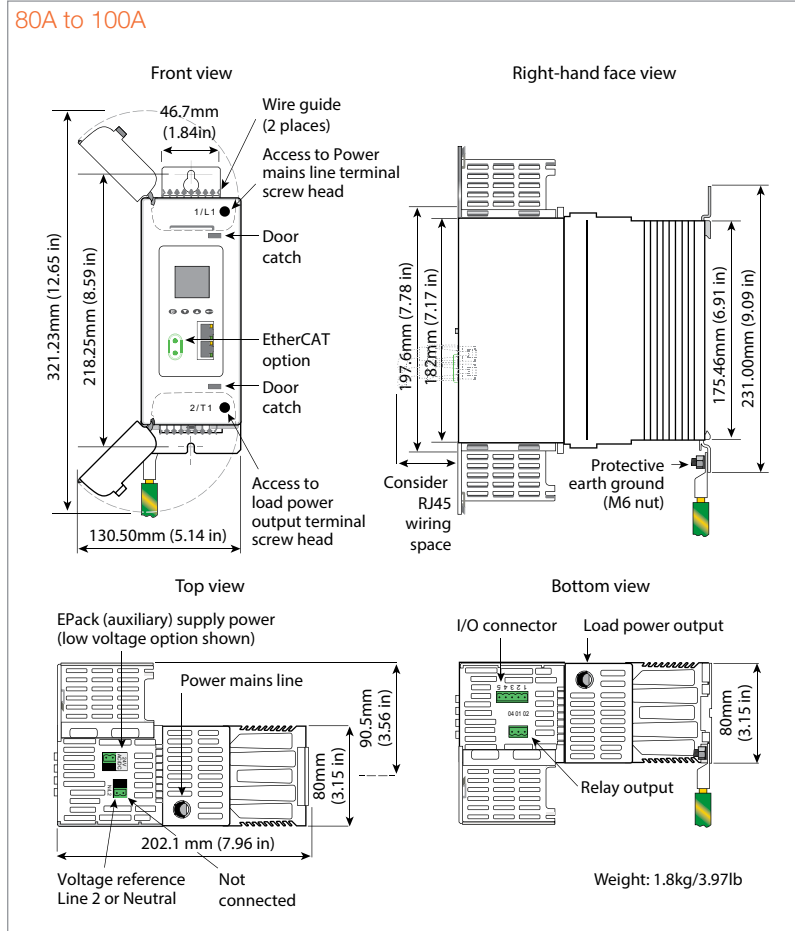 80A to 100A
Front view
Right-hand face view
46.7mm
(1.84in)
Wire guide
(2 places)
Access to Power
mains line terminal
screw head
1/L1
Door
catch
EtherCAT
option
Door
catch
2/T1
Access to
load power
output terminal
screw head
321.23mm (12.65 in)
218.25mm (8.59 in)
130.50mm (5.14 in)
197.6mm (7.78 in)
182mm (7.17 in)
175.46mm (6.91 in)
231.00mm (9.09 in)
Consider
RJ45
wiring
space
Protective
earth ground
(M6 nut)
Top view
Bottom view
EPack (auxiliary) supply power
(low voltage option shown)
Power mains line
24V
AC/DC
N/L2
90.5mm
(3.56 in)
80mm
(3.15 in)
202.1 mm (7.96 in)
Voltage reference
Line 2 or Neutral
Not
connected
I/O connector
Load power output
1 2 3 4 5
04 01 02
Relay output
80mm
(3.15 in)
Weight: 1.8kg/3.97lb